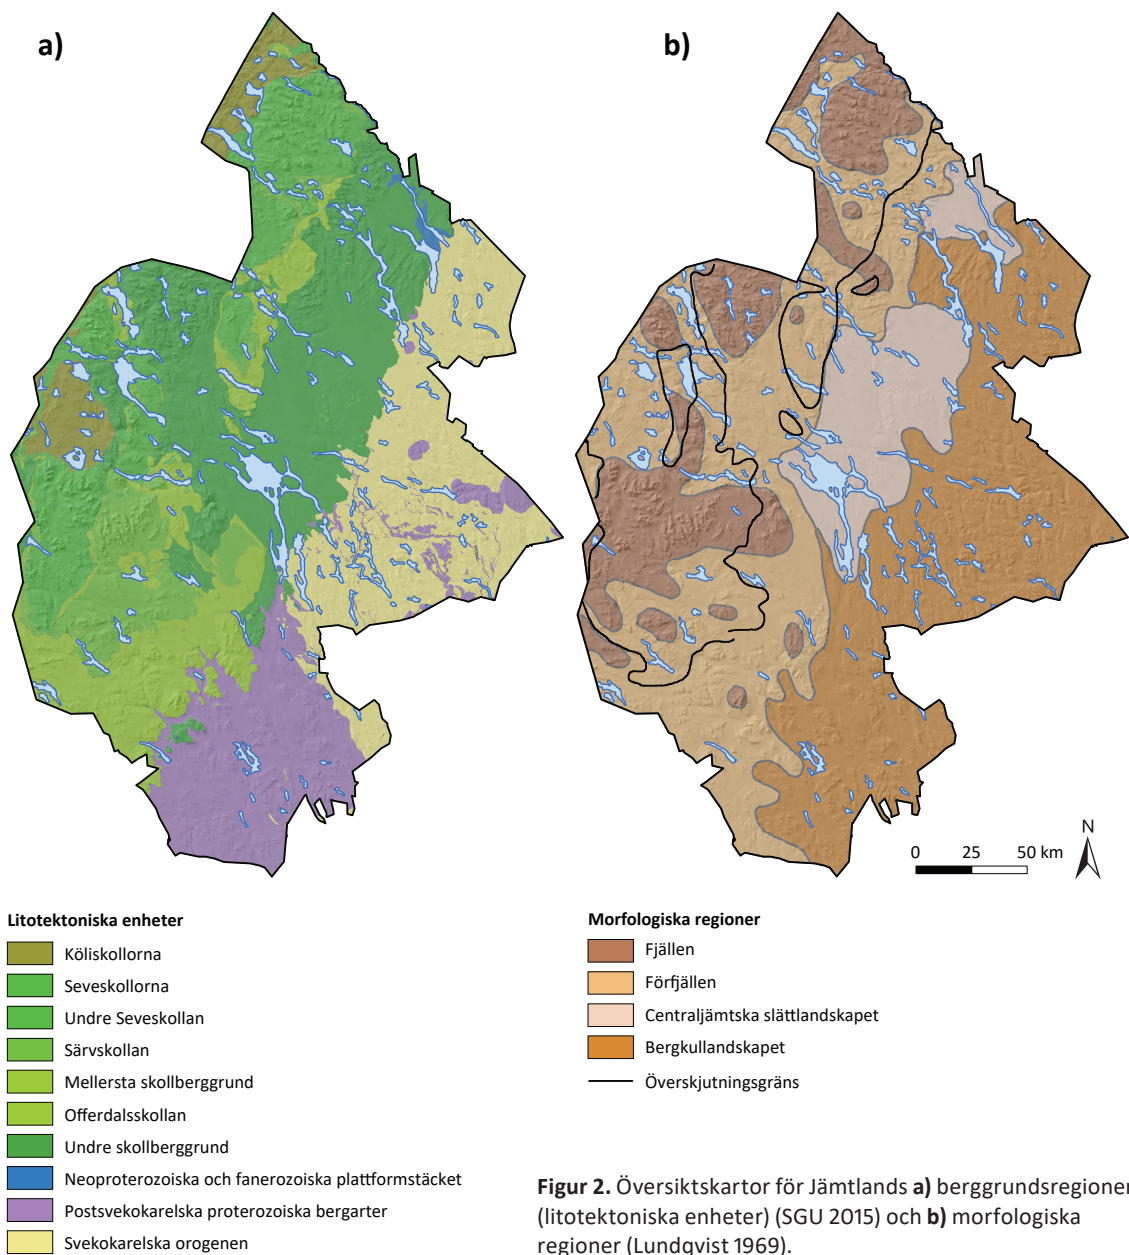 a)
b)
N
0 25 50 km
Litotektoniska enheter
Köliskollorna
Seveskollorna
Undre Seveskollan
Särvskollan
Mellersta skollberggrund
Offerdalsskollan
Undre skollberggrund
Neoproterozoiska och fanerozoiska plattformstäcket
Postsvekokarelska proterozoiska bergarter
Svekokarelska orogenen
Morfologiska regioner
Fjällen
Förfjällen
Centraljämtska slättlandskapet
Bergkullandskapet
Överskjutningsgräns
Figur 2. Översiktskartor för Jämtlands a) berggrundsregioner
(litotektoniska enheter) (SGU 2015) och b) morfologiska
regioner (Lundqvist 1969).